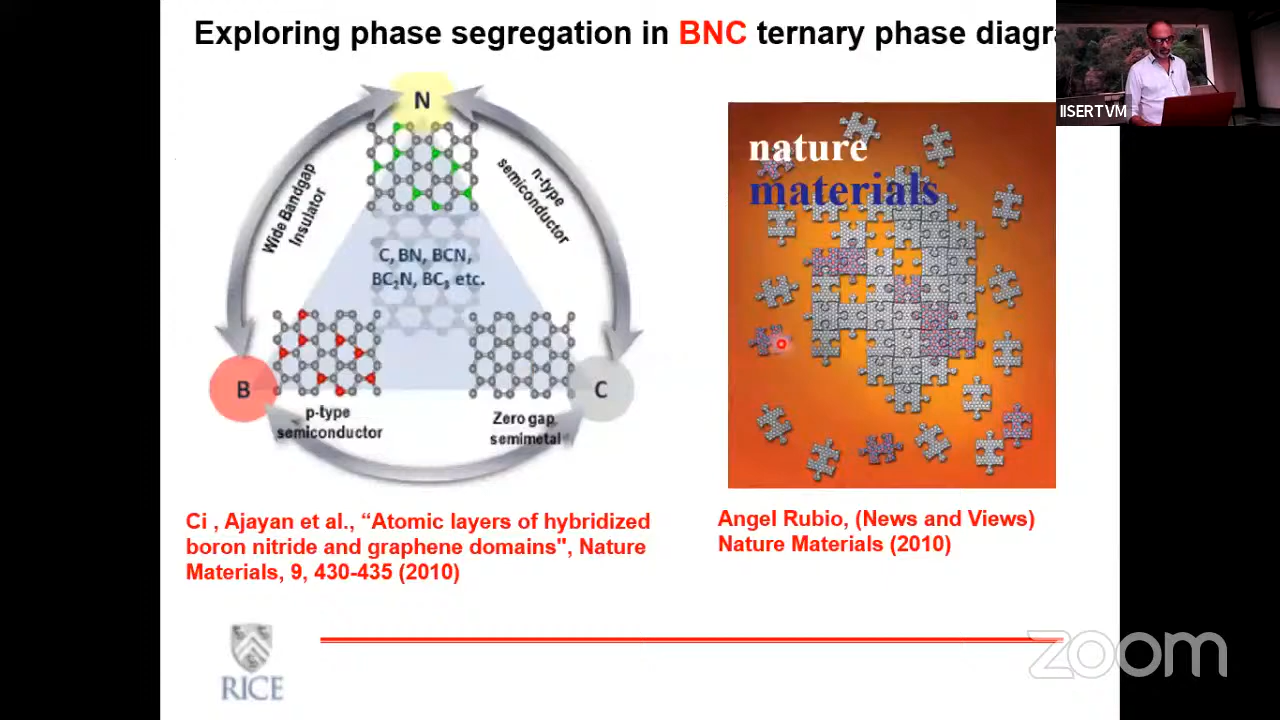 Exploring phase segregation in BNC ternary phase diagra
IISERTVM
N
Wide Bandgap
Insulator
n-type
semiconductor
C, BN, BCN,
BC₂N, BC₃ etc.
B
C
p-type
semiconductor
Zero gap
semimetal
nature
materials
Ci , Ajayan et al., “Atomic layers of hybridized
boron nitride and graphene domains", Nature
Materials, 9, 430-435 (2010)
Angel Rubio, (News and Views)
Nature Materials (2010)
RICE
zoom